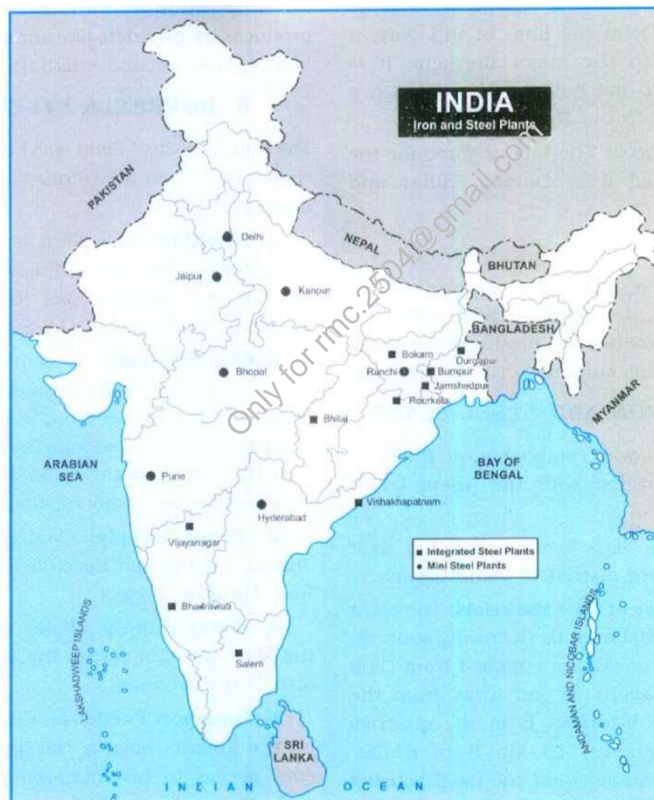 INDIA
Iron and Steel Plants
PAKISTAN
NEPAL
BHUTAN
BANGLADESH
MYANMAR
Delhi
Jaipur
Kanpur
Bokaro
Durgapur
Bhopal
Ranchi
Burnpur
Jamshedpur
Rourkela
Bhilai
ARABIAN
SEA
BAY OF
BENGAL
Pune
Hyderabad
Vishakhapatnam
Vijayanagar
Integrated Steel Plants
Mini Steel Plants
Bhadrawati
Salem
AKSHADWEEP ISLANDS
ANDAMAN AND NICOBAR ISLANDS
SRI
LANKA
INDIAN OCEAN
Only for rmc.2504@gmail.com